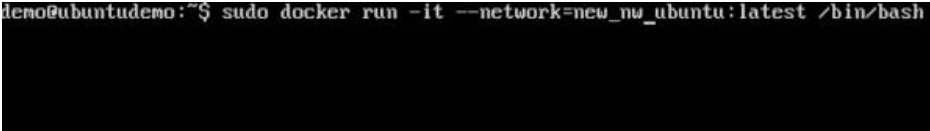 demo@ubuntudemo:~$ sudo docker run -it --network=new_nw_ubuntu:latest /bin/bash